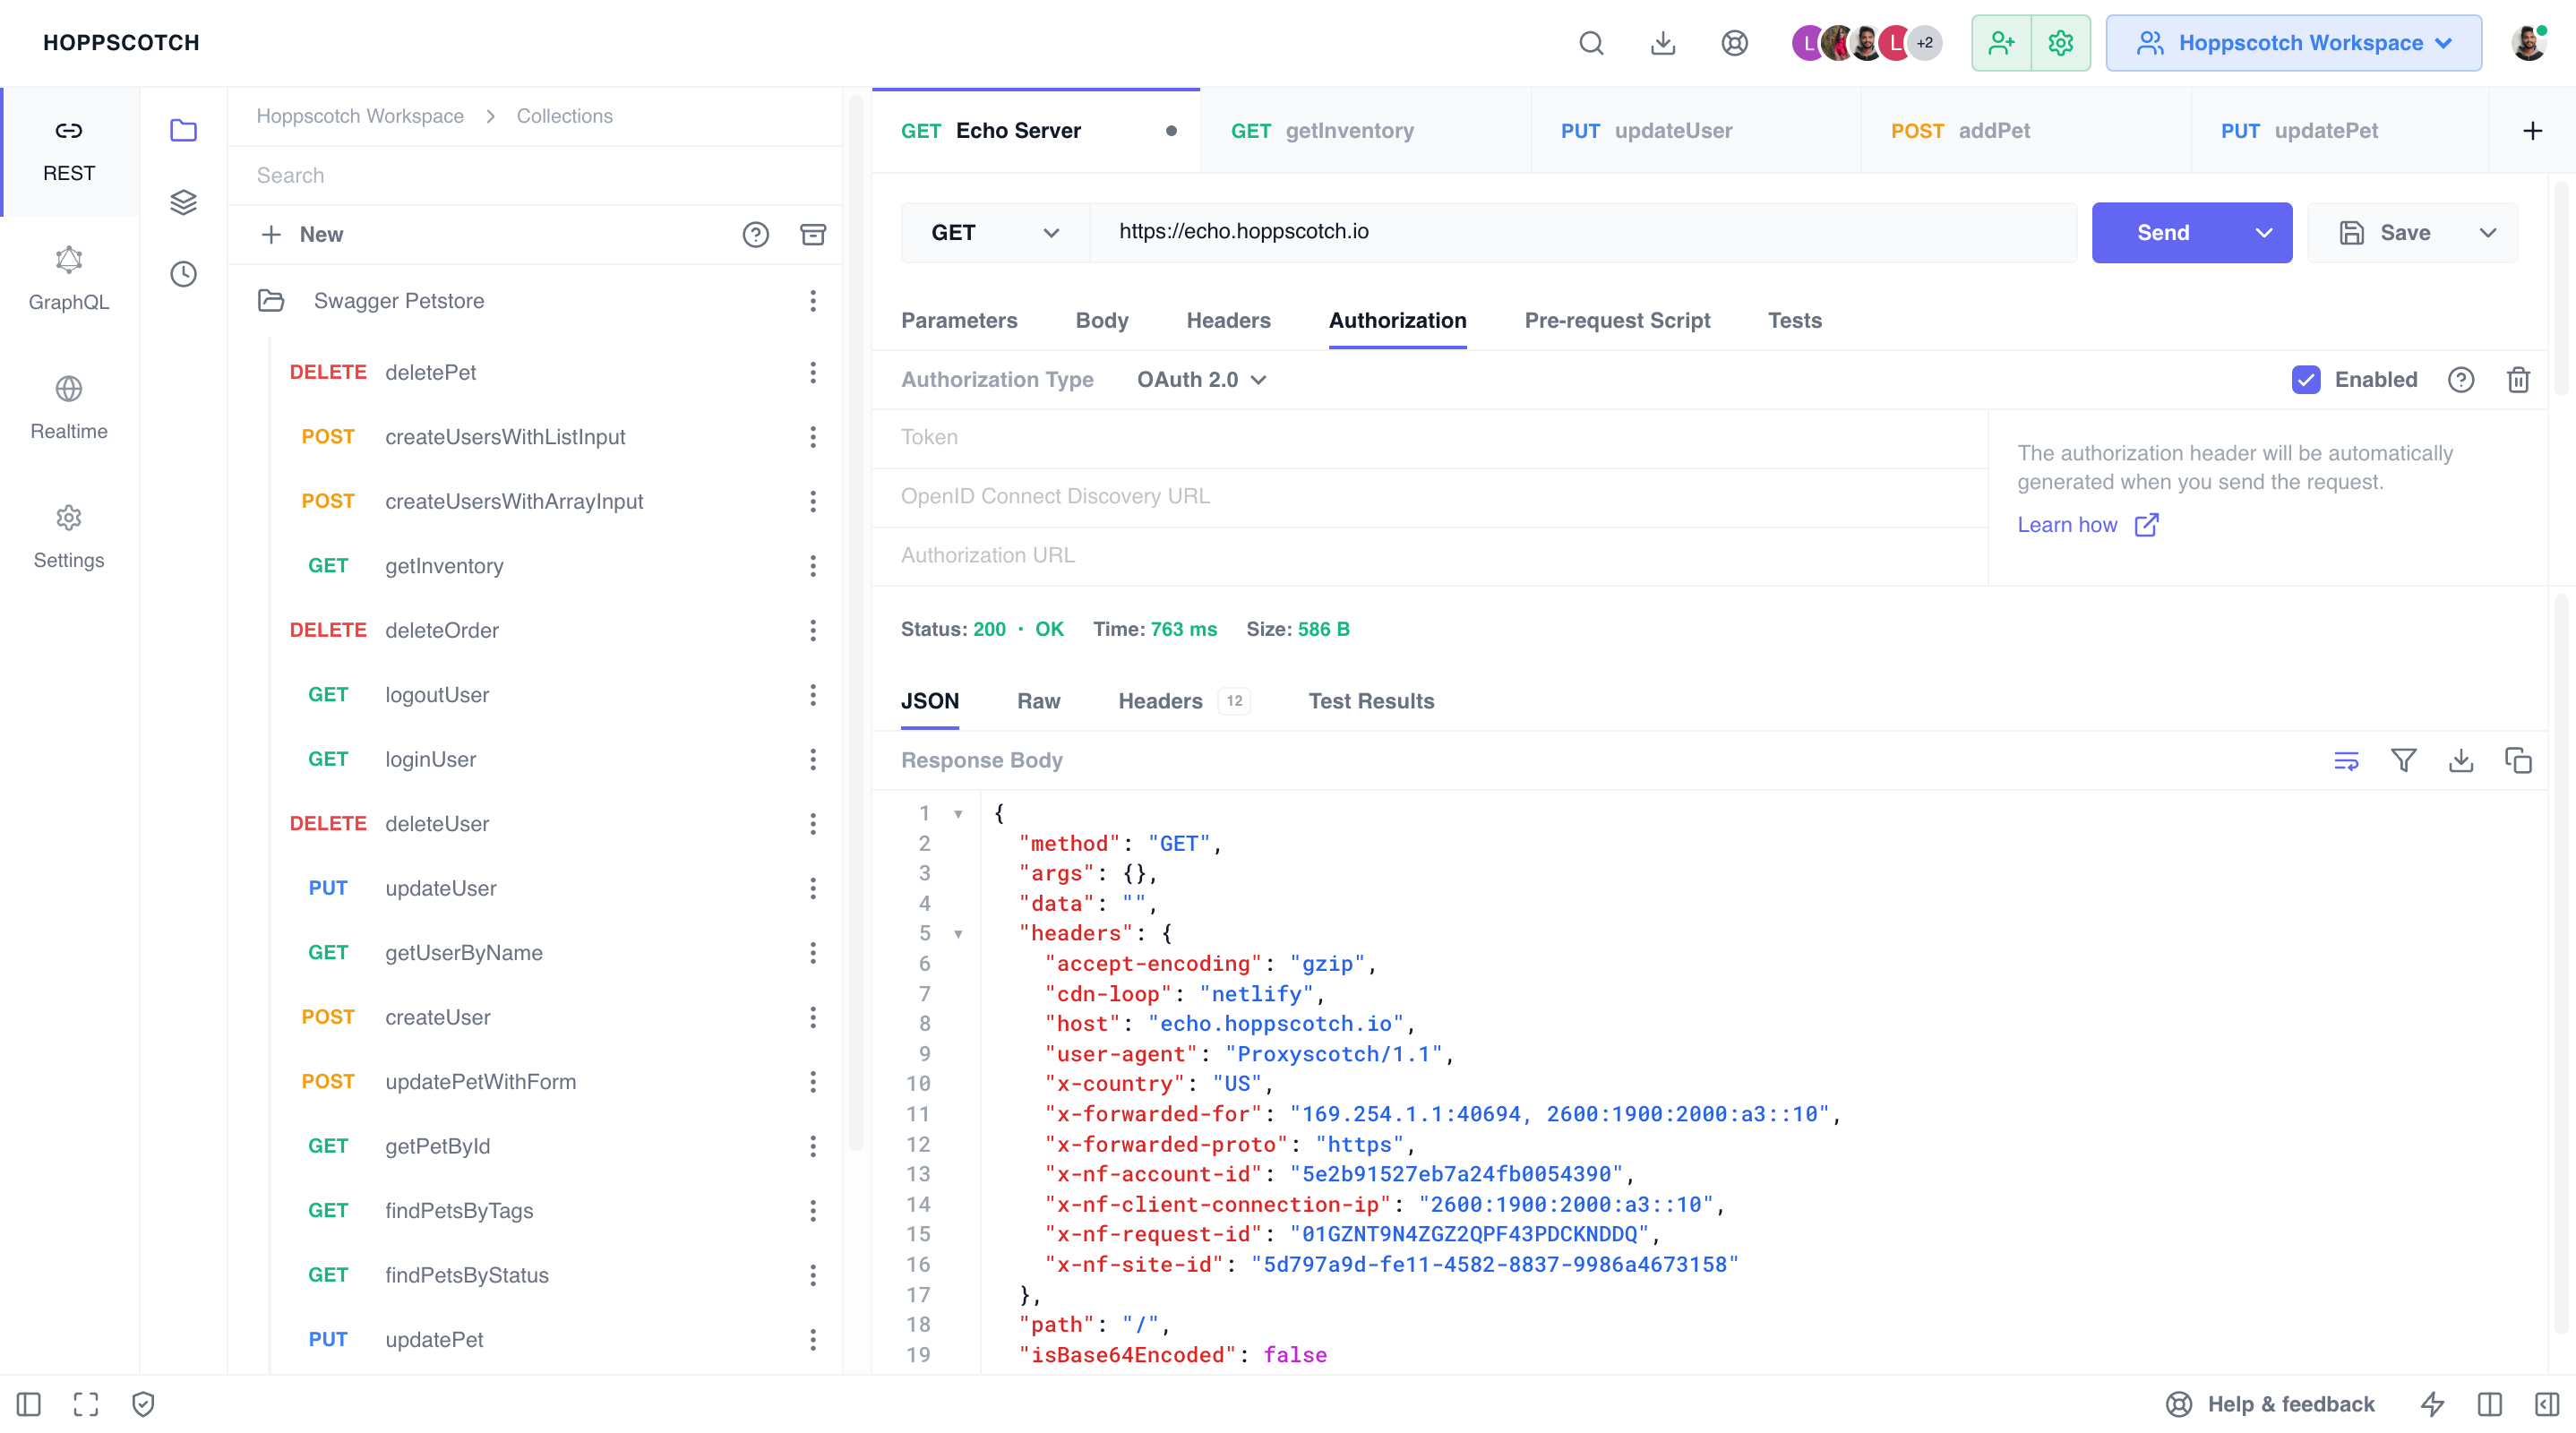 HOPPSCOTCH
L
L
+2
Hoppscotch Workspace
REST
GraphQL
Realtime
Settings
Hoppscotch Workspace
Collections
Search
New
Swagger Petstore
DELETE deletePet
POST createUsersWithListInput
POST createUsersWithArrayInput
GET getInventory
DELETE deleteOrder
GET logoutUser
GET loginUser
DELETE deleteUser
PUT updateUser
GET getUserByName
POST createUser
POST updatePetWithForm
GET getPetById
GET findPetsByTags
GET findPetsByStatus
PUT updatePet
GET Echo Server
GET getInventory
PUT updateUser
POST addPet
PUT updatePet
GET
https://echo.hoppscotch.io
Send
Save
Parameters
Body
Headers
Authorization
Pre-request Script
Tests
Authorization Type
OAuth 2.0
Enabled
Token
OpenID Connect Discovery URL
Authorization URL
The authorization header will be automatically
generated when you send the request.
Learn how
Status: 200 • OK Time: 763 ms Size: 586 B
JSON
Raw
Headers 12
Test Results
Response Body
1 {
2 "method": "GET",
3 "args": {},
4 "data": "",
5 "headers": {
6 "accept-encoding": "gzip",
7 "cdn-loop": "netlify",
8 "host": "echo.hoppscotch.io",
9 "user-agent": "Proxyscotch/1.1",
10 "x-country": "US",
11 "x-forwarded-for": "169.254.1.1:40694, 2600:1900:2000:a3::10",
12 "x-forwarded-proto": "https",
13 "x-nf-account-id": "5e2b91527eb7a24fb0054390",
14 "x-nf-client-connection-ip": "2600:1900:2000:a3::10",
15 "x-nf-request-id": "01GZNT9N4ZGZ2QPF43PDCKNDDQ",
16 "x-nf-site-id": "5d797a9d-fe11-4582-8837-9986a4673158"
17 },
18 "path": "/",
19 "isBase64Encoded": false
Help & feedback